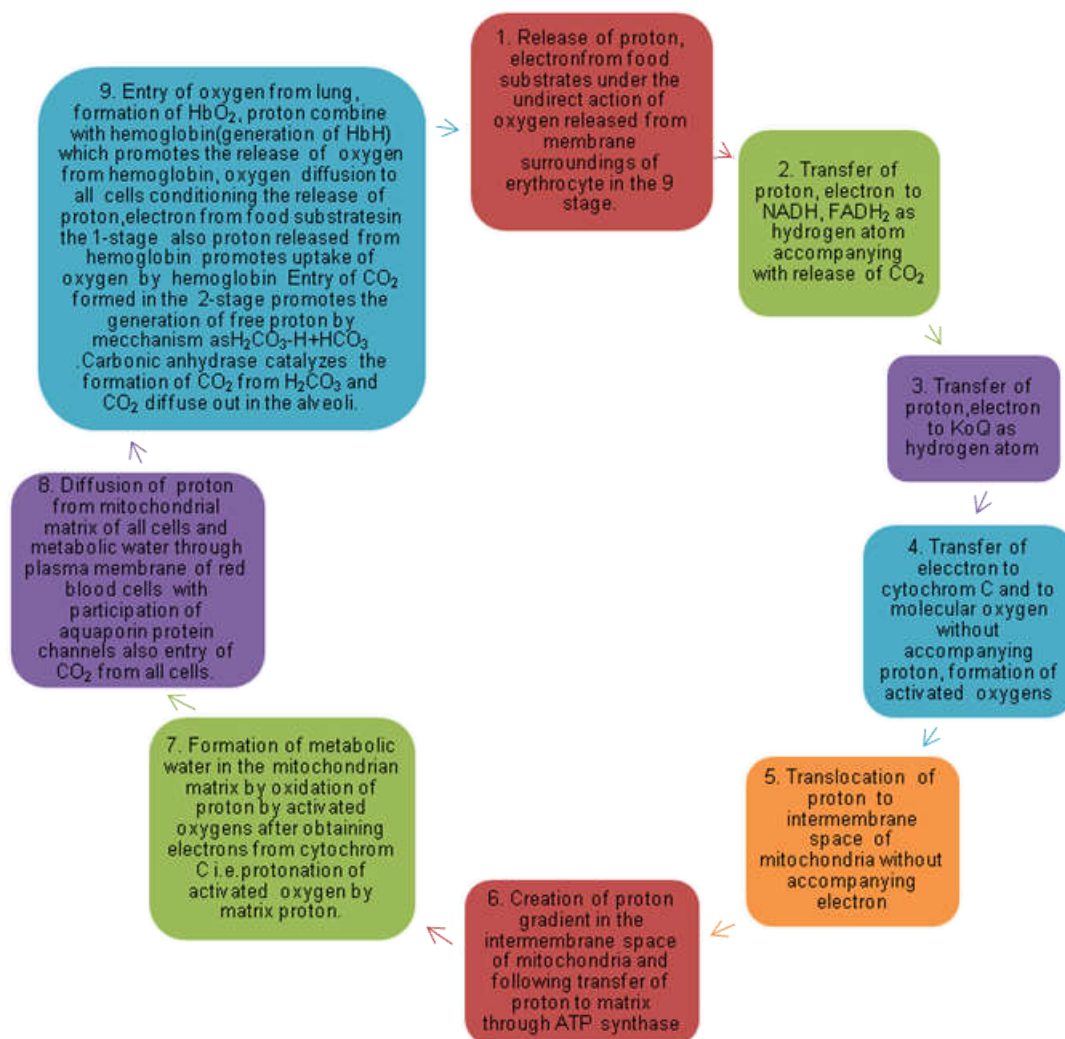 1. Release of proton,
electronfrom food
substrates under the
undirect action of
oxygen released from
membrane
surroundings of
erythrocyte in the 9
stage.
2. Transfer of
proton, electron to
NADH, FADH₂ as
hydrogen atom
accompanying
with release of CO₂
3. Transfer of
proton,electron
to KoQ as
hydrogen atom
4. Transfer of
elecctron to
cytochrom C and to
molecular oxygen
without
accompanying
proton, formation of
activated oxygens
5. Translocation of
proton to
intermembrane
space of
mitochondria without
accompanying
electron
6. Creation of proton
gradient in the
intermembrane space
of mitochondria and
following transfer of
proton to matrix
through ATP synthase
7. Formation of metabolic
water in the mitochondrian
matrix by oxidation of
proton by activated
oxygens after obtaining
electrons from cytochrom
C i.e.protonation of
activated oxygen by
matrix proton.
8. Diffusion of proton
from mitochondrial
matrix of all cells and
metabolic water through
plasma membrane of red
blood cells with
participation of
aquaporin protein
channels also entry of
CO₂ from all cells.
9. Entry of oxygen from lung,
formation of HbO₂, proton combine
with hemoglobin(generation of HbH)
which promotes the release of oxygen
from hemoglobin, oxygen diffusion to
all cells conditioning the release of
proton,electron from food substratesin
the 1-stage also proton released from
hemoglobin promotes uptake of
oxygen by hemoglobin Entry of CO₂
formed in the 2-stage promotes the
generation of free proton by
mecchanism asH₂CO₃-H+HCO₃
.Carbonic anhydrase catalyzes the
formation of CO₂ from H₂CO₃ and
CO₂ diffuse out in the alveoli.